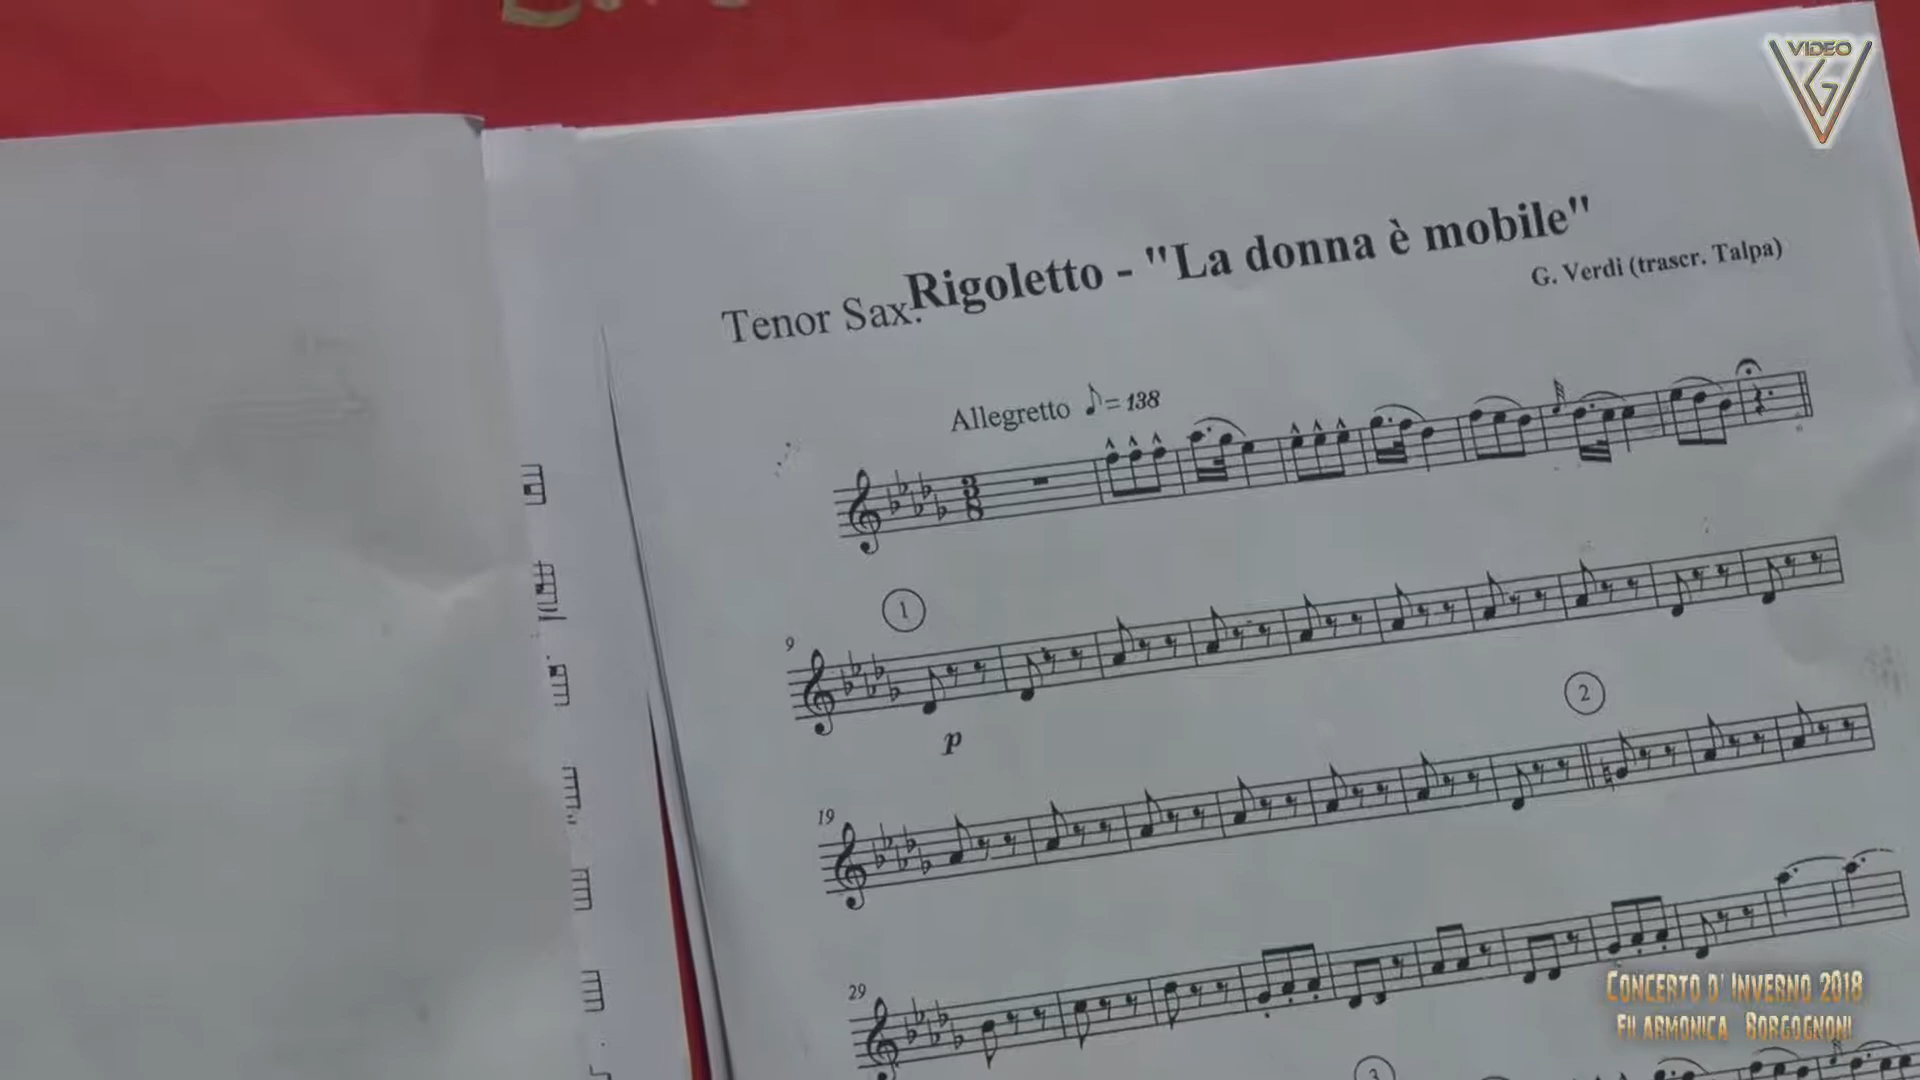 VIDEO
G
Rigoletto - "La donna è mobile"
G. Verdi (trascr. Talpa)
Tenor Sax.
Allegretto ♪= 138
3
8
1
9
p
2
19
29
3
CONCERTO D' INVERNO 2018
FILARMONICA BORGOGNONI